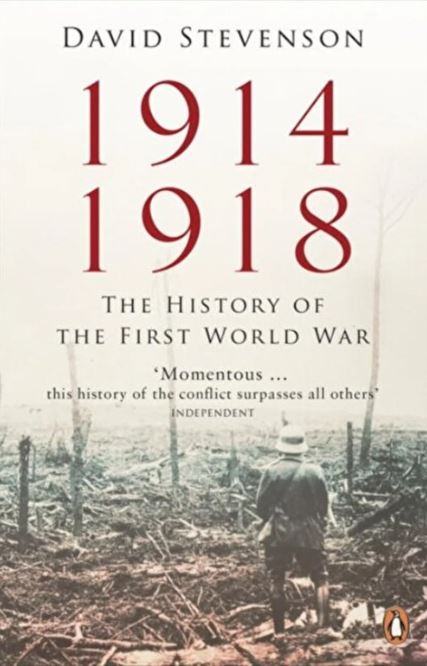 DAVID STEVENSON
1914
1918
THE HISTORY OF
THE FIRST WORLD WAR
‘Momentous ...
this history of the conflict surpasses all others’
INDEPENDENT